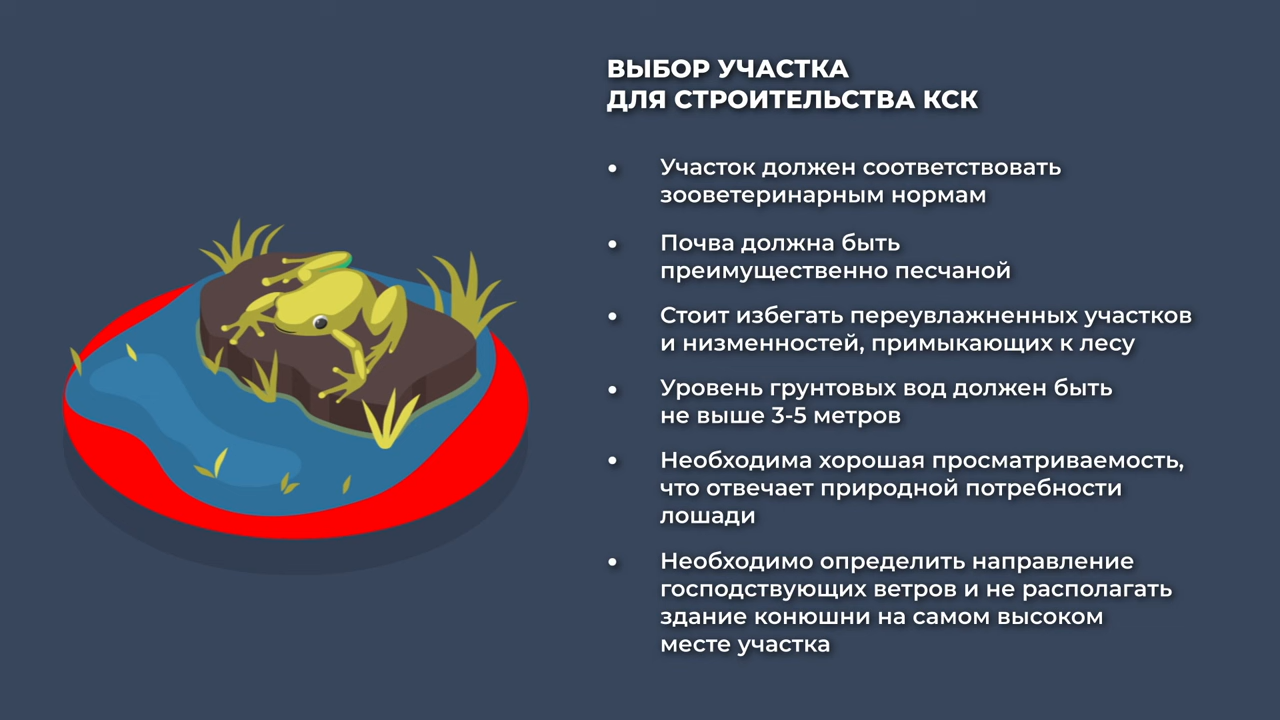 ВЫБОР УЧАСТКА
ДЛЯ СТРОИТЕЛЬСТВА КСК
• Участок должен соответствовать
зооветеринарным нормам
• Почва должна быть
преимущественно песчаной
• Стоит избегать переувлажненных участков
и низменностей, примыкающих к лесу
• Уровень грунтовых вод должен быть
не выше 3-5 метров
• Необходима хорошая просматриваемость,
что отвечает природной потребности
лошади
• Необходимо определить направление
господствующих ветров и не располагать
здание конюшни на самом высоком
месте участка